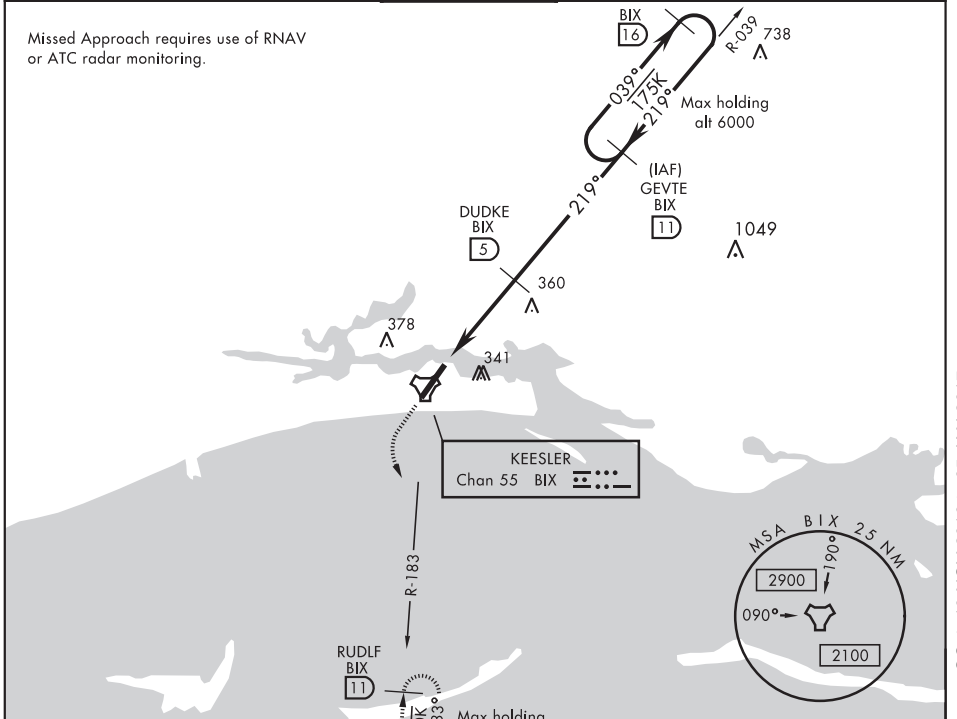 Missed Approach requires use of RNAV
or ATC radar monitoring.
BIX
16
R-039
738
039°
175K
219°
Max holding
alt 6000
(IAF)
GEVTE
BIX
11
219°
DUDKE
BIX
5
1049
360
378
341
KEESLER
Chan 55 BIX
R-183
MSA BIX 25 NM
190°
2900
090°
2100
RUDLF
BIX
11
Max holding